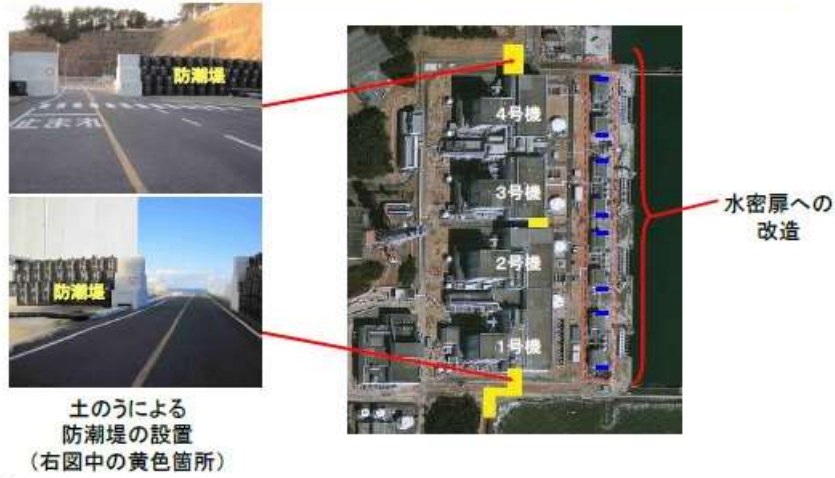 防潮堤
止まれ
防潮堤
土のうによる
防潮堤の設置
(右図中の黄色箇所)
4号機
3号機
2号機
1号機
水密扉への
改造